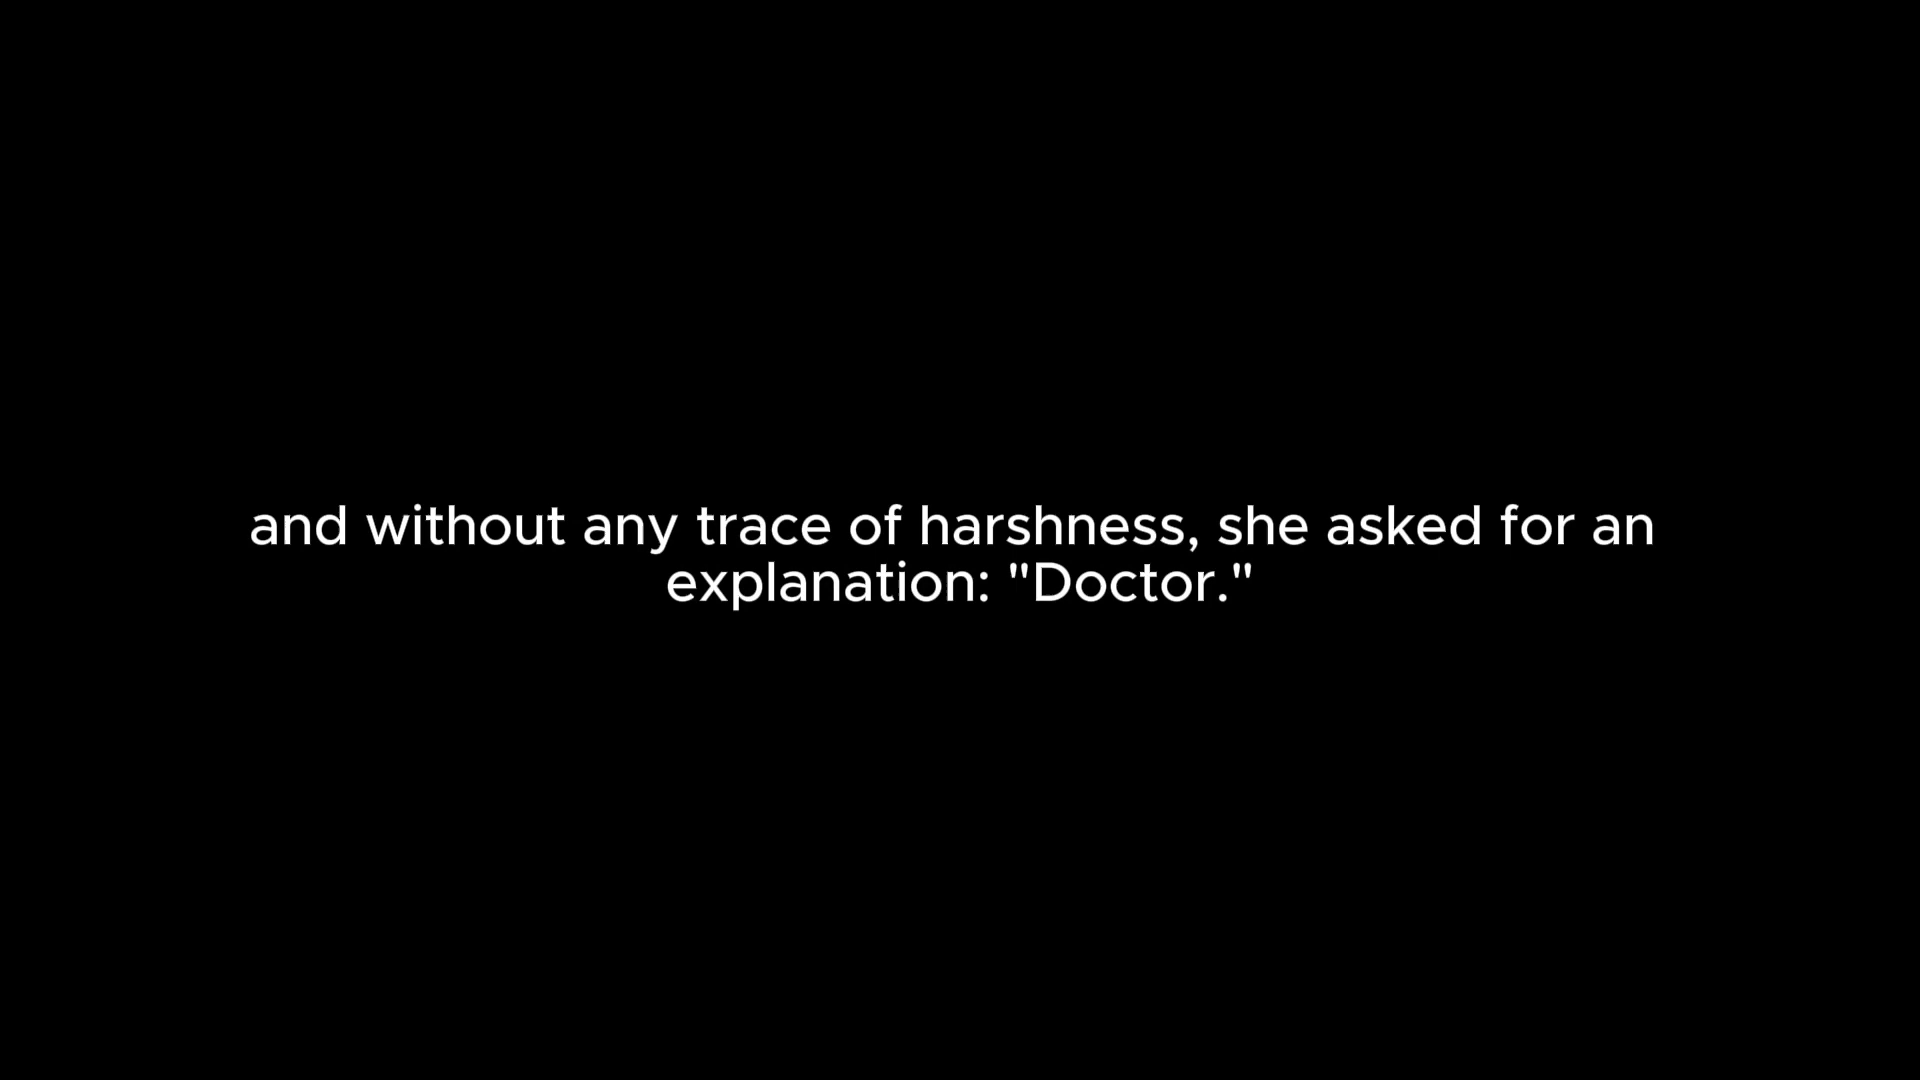 and without any trace of harshness, she asked for an
explanation: "Doctor."